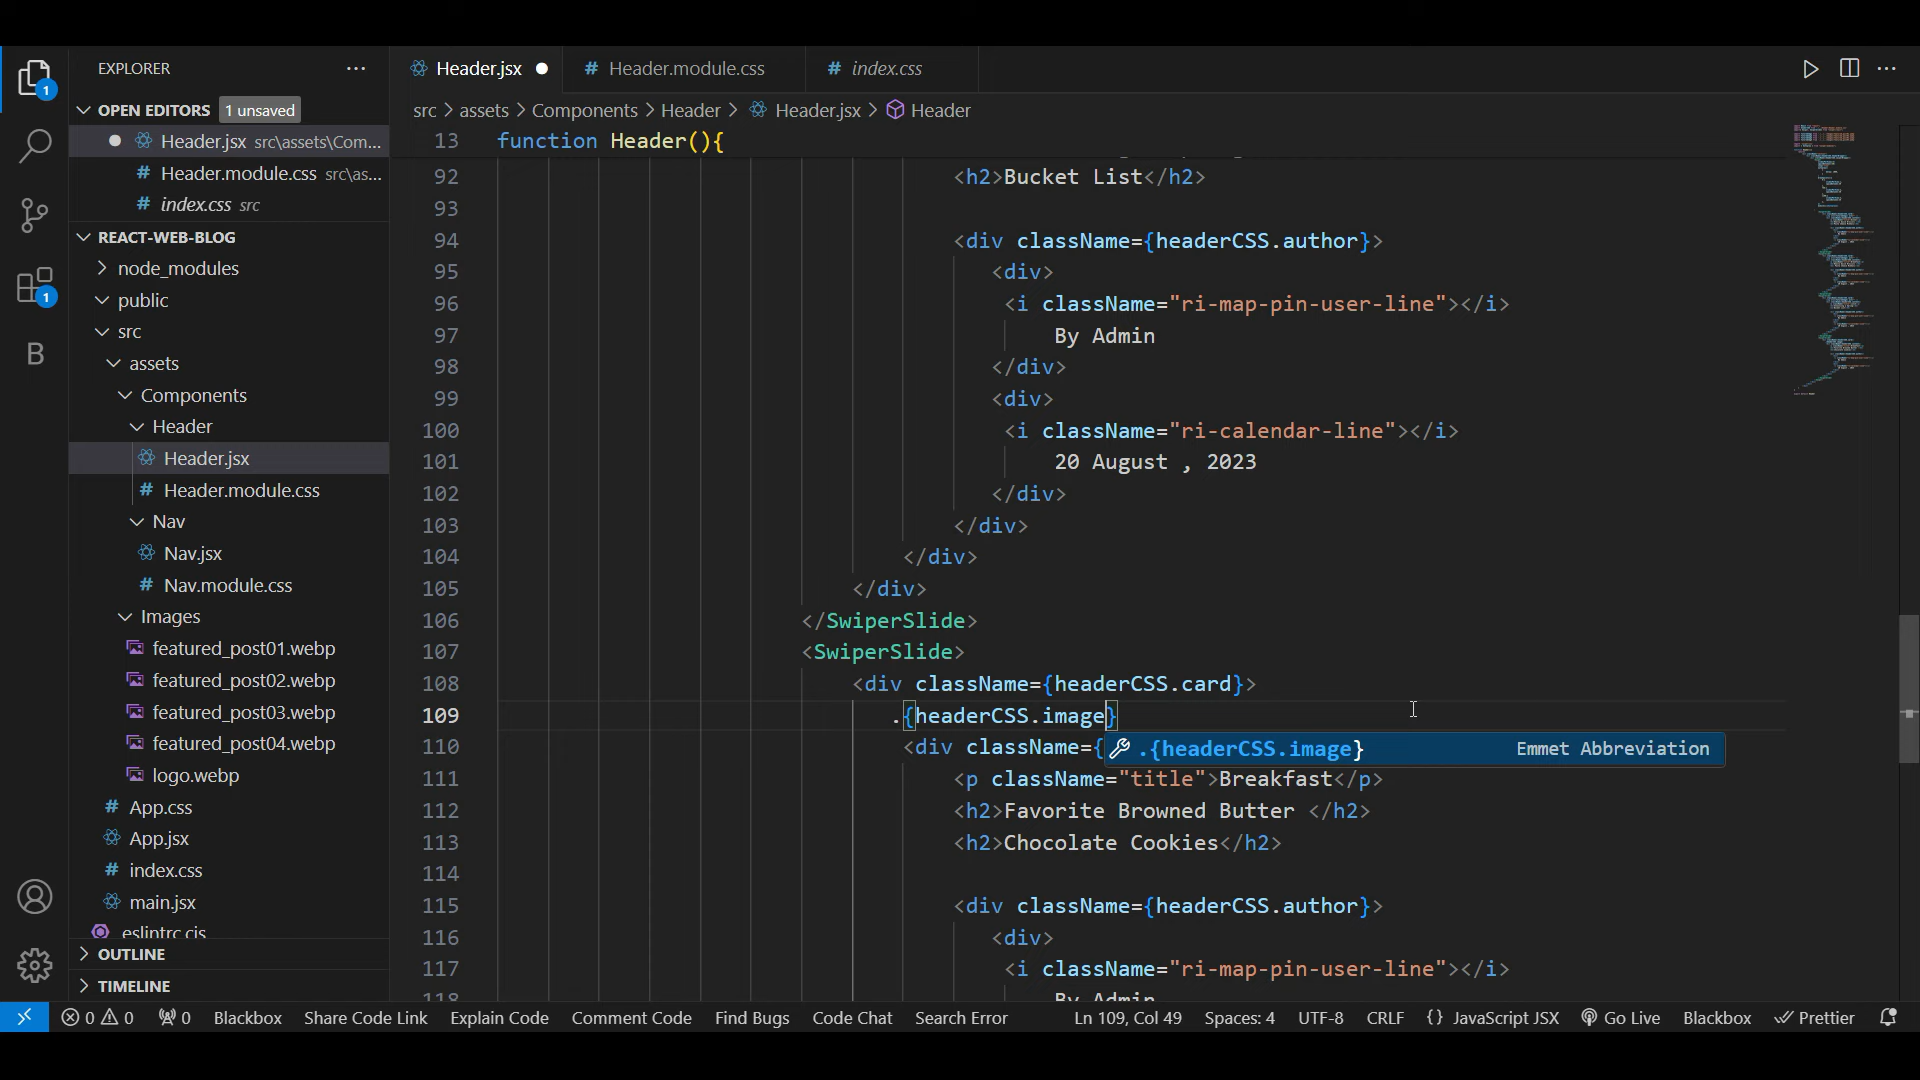 EXPLORER
Header.jsx
Header.module.css
index.css
OPEN EDITORS 1 unsaved
src > assets > Components > Header > Header.jsx > Header
Header.jsx src\assets\Com...
Header.module.css src\as...
index.css src
REACT-WEB-BLOG
node_modules
public
src
assets
Components
Header
Header.jsx
Header.module.css
Nav
Nav.jsx
Nav.module.css
Images
featured_post01.webp
featured_post02.webp
featured_post03.webp
featured_post04.webp
logo.webp
App.css
App.jsx
index.css
main.jsx
eslintrc.cjs
OUTLINE
TIMELINE
13 function Header(){
92 <h2>Bucket List</h2>
93
94 <div className={headerCSS.author}>
95 <div>
96 <i className="ri-map-pin-user-line"></i>
97 By Admin
98 </div>
99 <div>
100 <i className="ri-calendar-line"></i>
101 20 August , 2023
102 </div>
103 </div>
104 </div>
105 </div>
106 </SwiperSlide>
107 <SwiperSlide>
108 <div className={headerCSS.card}>
109 .{headerCSS.image}
110 <div className={
.{headerCSS.image} Emmet Abbreviation
111 <p className="title">Breakfast</p>
112 <h2>Favorite Browned Butter </h2>
113 <h2>Chocolate Cookies</h2>
114
115 <div className={headerCSS.author}>
116 <div>
117 <i className="ri-map-pin-user-line"></i>
118 By Admin
1
1
B
0 0 0 Blackbox Share Code Link Explain Code Comment Code Find Bugs Code Chat Search Error Ln 109, Col 49 Spaces: 4 UTF-8 CRLF {} JavaScript JSX Go Live Blackbox Prettier